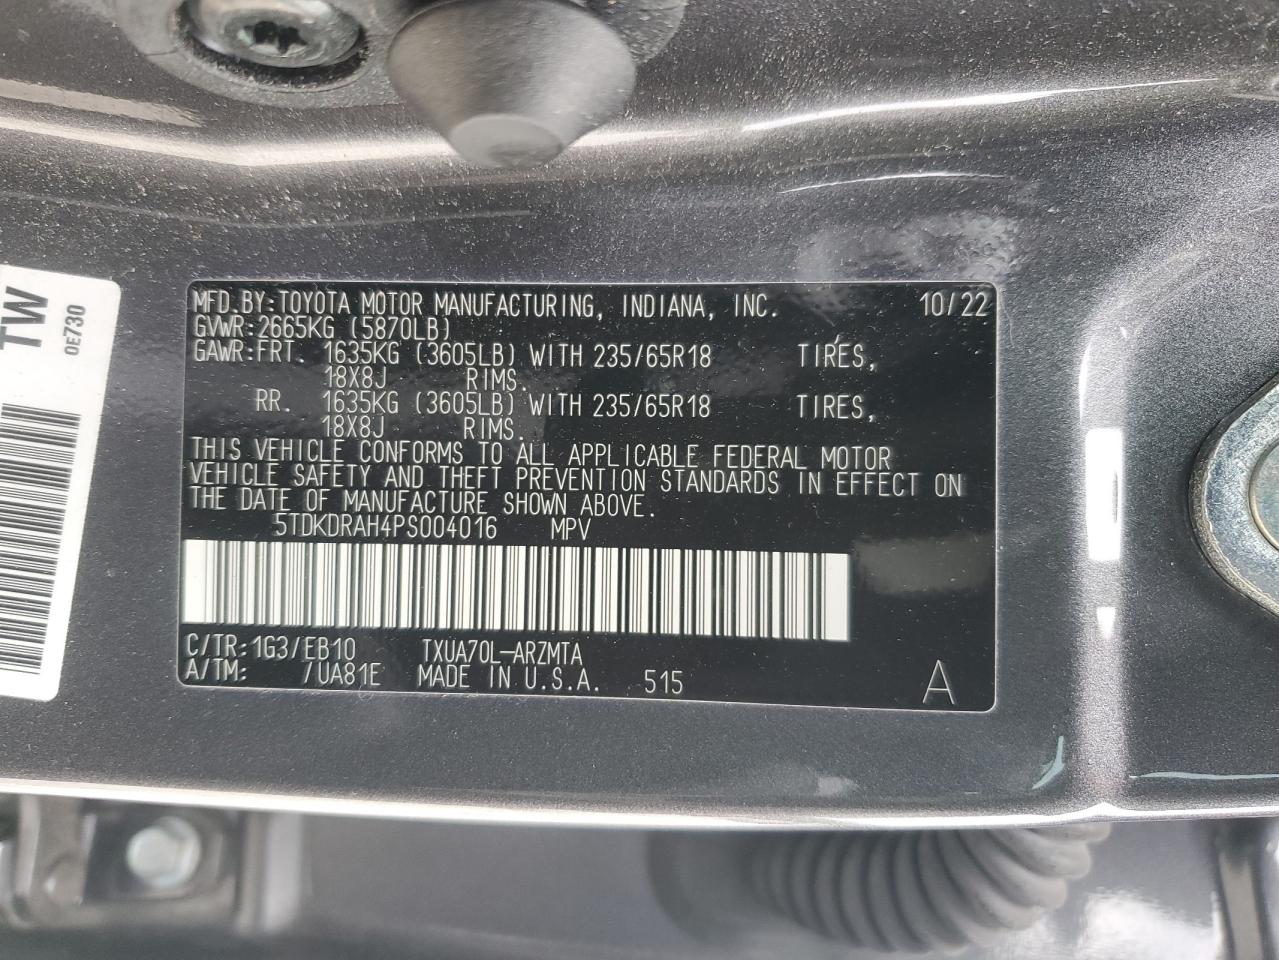 MFD.BY:TOYOTA MOTOR MANUFACTURING, INDIANA, INC. 10/22
GVWR:2665KG (5870LB)
GAWR:FRT. 1635KG (3605LB) WITH 235/65R18 TIRES,
18X8J RIMS.
RR. 1635KG (3605LB) WITH 235/65R18 TIRES,
18X8J RIMS.
THIS VEHICLE CONFORMS TO ALL APPLICABLE FEDERAL MOTOR
VEHICLE SAFETY AND THEFT PREVENTION STANDARDS IN EFFECT ON
THE DATE OF MANUFACTURE SHOWN ABOVE.
5TDKDRAH4PS004016 MPV
C/TR:1G3/EB10 TXUA70L-ARZMTA
A/TM: /UA81E MADE IN U.S.A. 515 A
TW
0E730